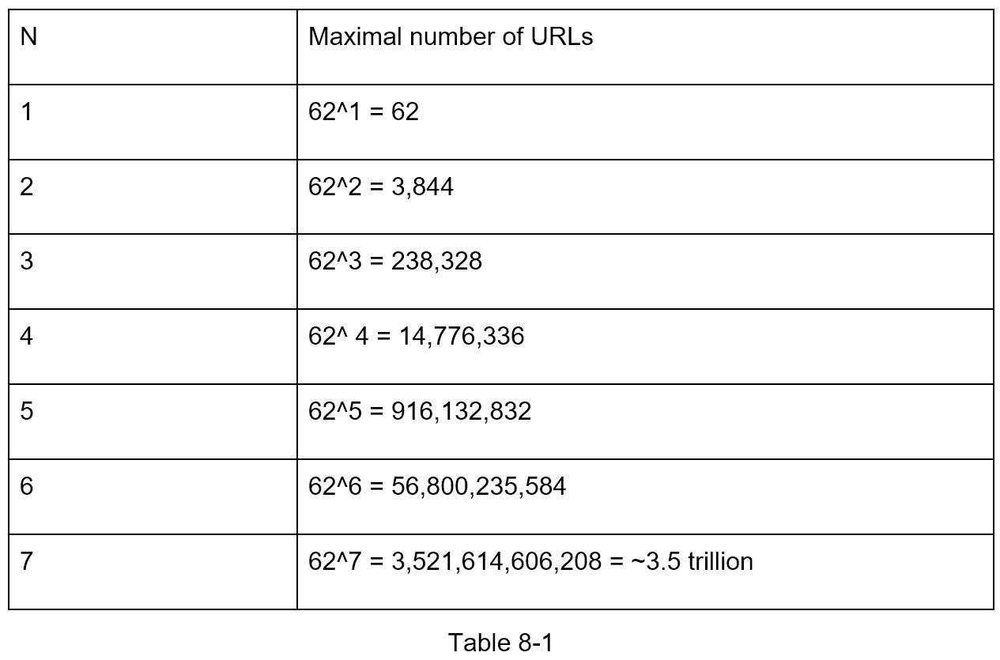 N Maximal number of URLs
1 62^1 = 62
2 62^2 = 3,844
3 62^3 = 238,328
4 62^ 4 = 14,776,336
5 62^5 = 916,132,832
6 62^6 = 56,800,235,584
7 62^7 = 3,521,614,606,208 = ~3.5 trillion
Table 8-1